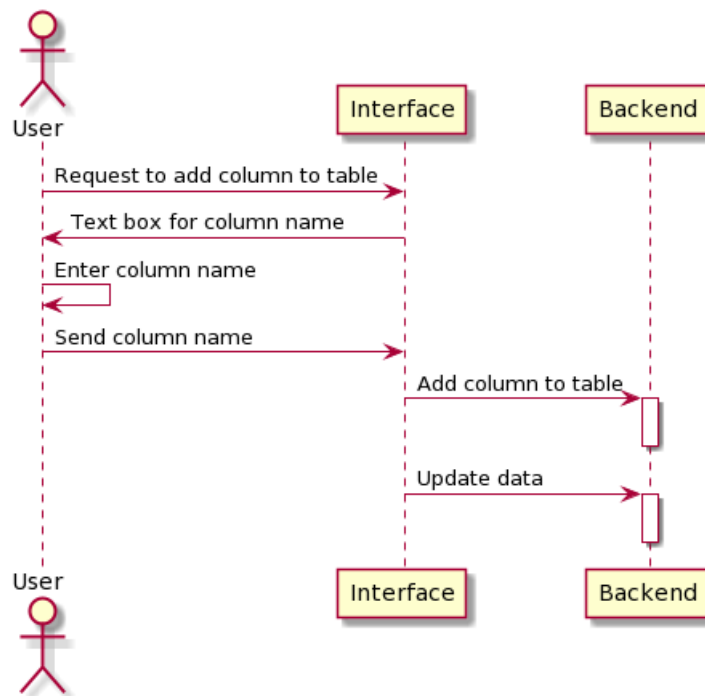 User
Interface
Backend
Request to add column to table
Text box for column name
Enter column name
Send column name
Add column to table
Update data
User
Interface
Backend